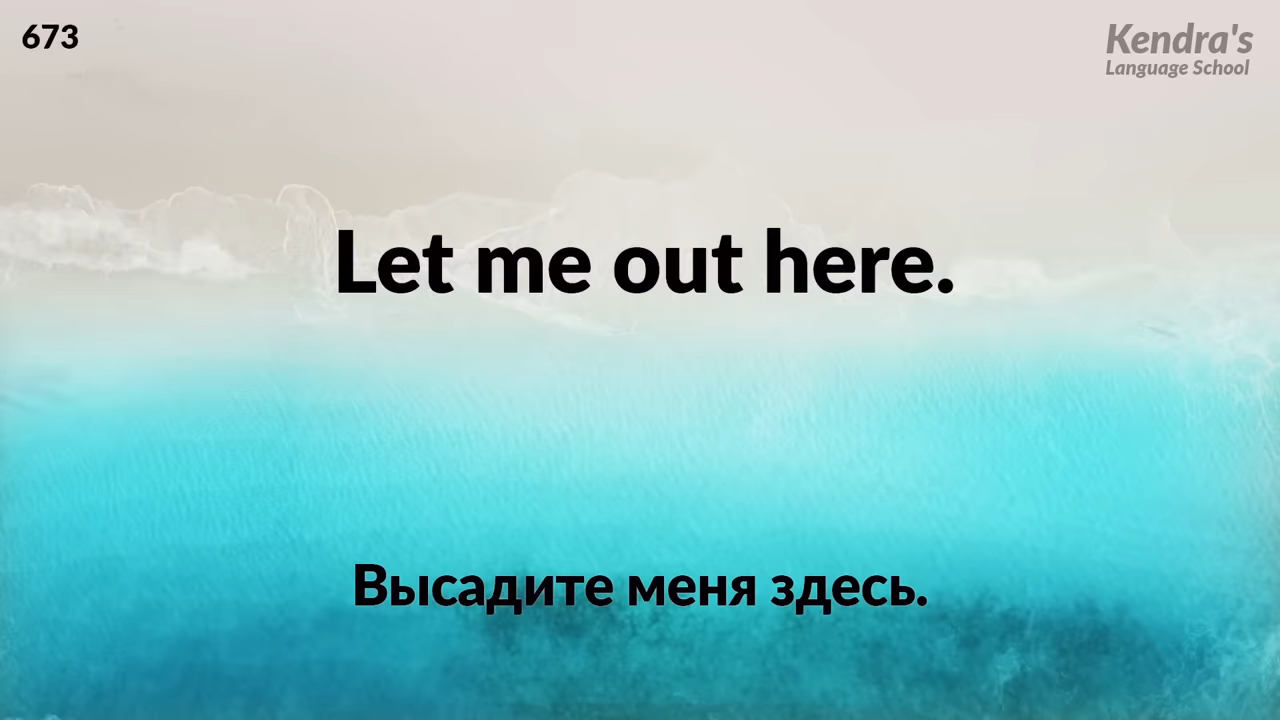 673
Kendra's
Language School
Let me out here.
Высадите меня здесь.